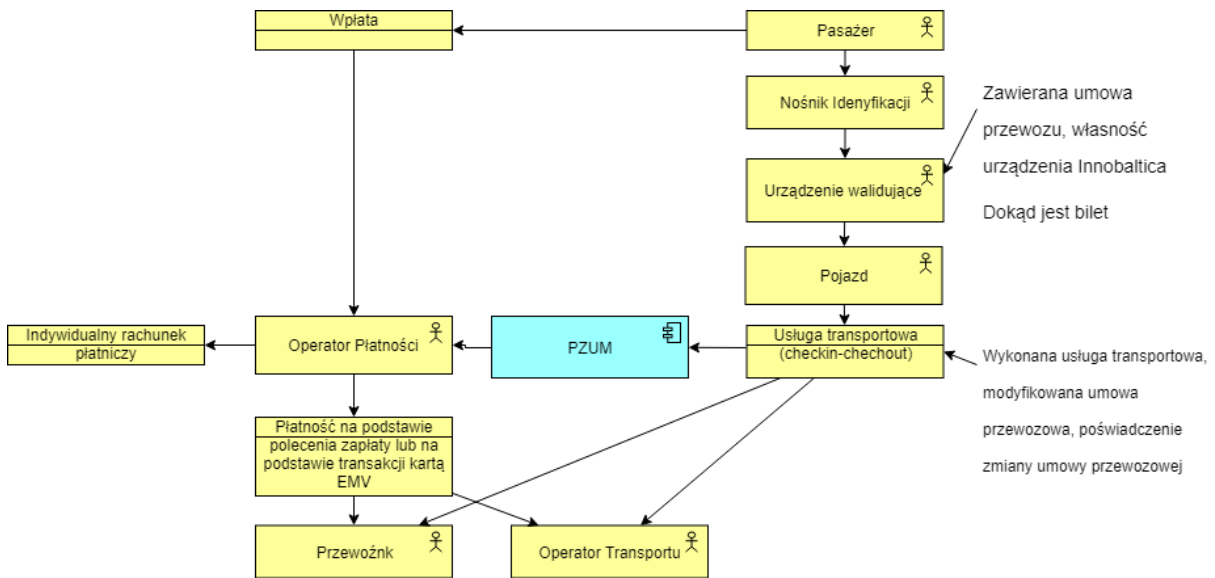 Wpłata
Pasażer
Nośnik Idenyfikacji
Zawierana umowa
przewozu, własność
urządzenia Innobaltica
Dokąd jest bilet
Urządzenie walidujące
Pojazd
Indywidualny rachunek
płatniczy
Operator Płatności
PZUM
Usługa transportowa
(checkin-chechout)
Wykonana usługa transportowa,
modyfikowana umowa
przewozowa, poświadczenie
zmiany umowy przewozowej
Płatność na podstawie
polecenia zapłaty lub na
podstawie transakcji kartą
EMV
Przewoźnk
Operator Transportu